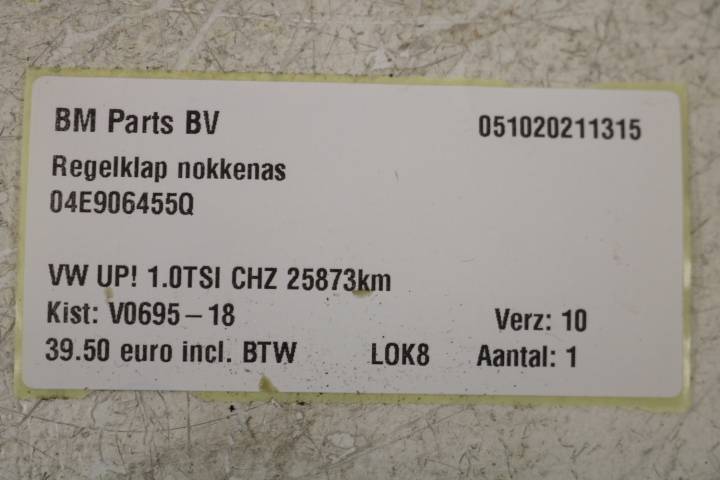 BM Parts BV 051020211315
Regelklap nokkenas
04E906455Q
VW UP! 1.0TSI CHZ 25873km
Kist: V0695-18 Verz: 10
39.50 euro incl. BTW LOK8 Aantal: 1